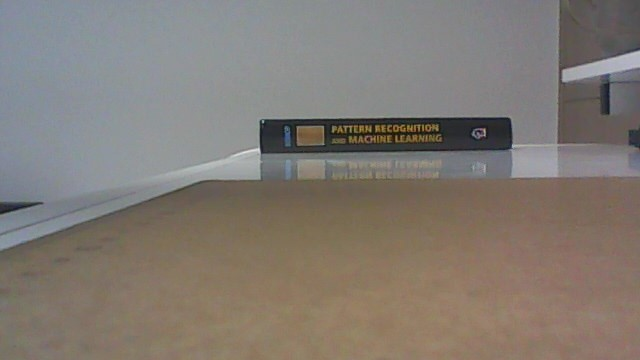 PATTERN RECOGNITION
AND MACHINE LEARNING